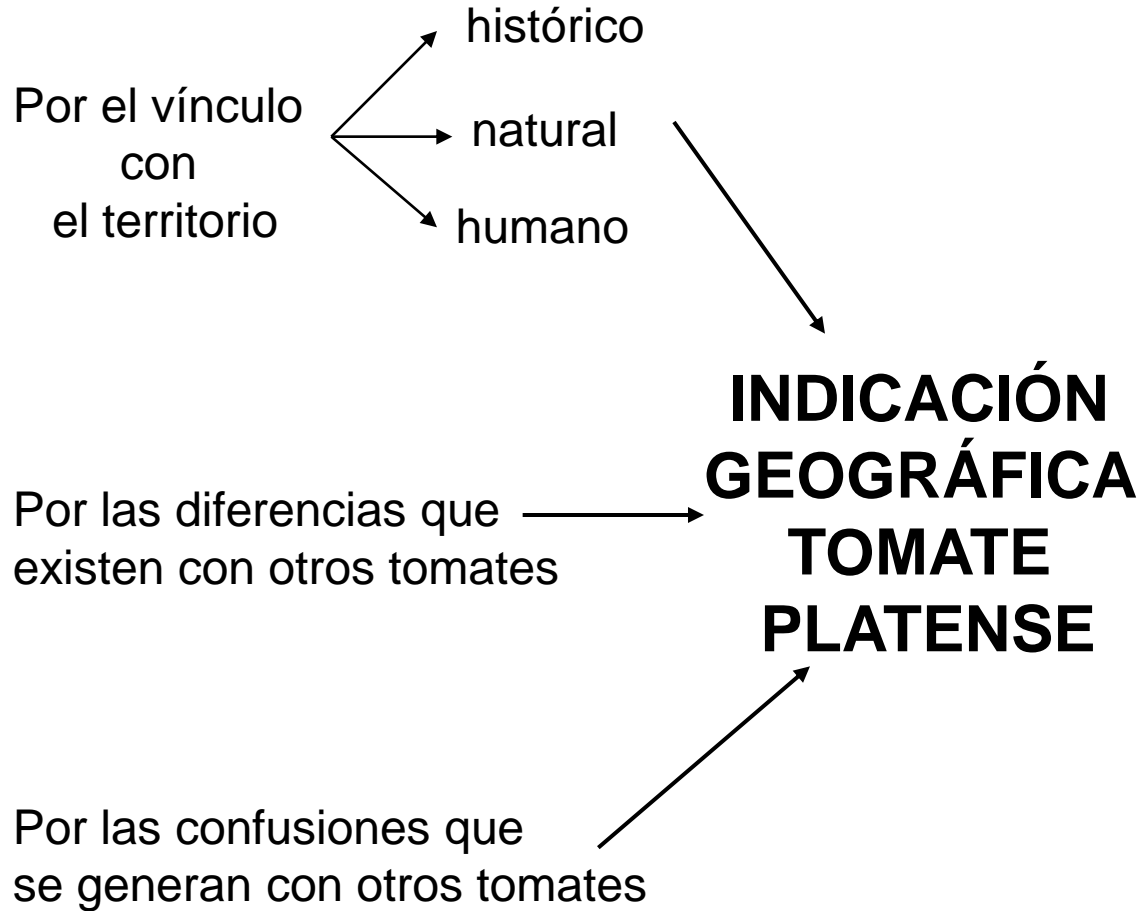 histórico
Por el vínculo
con
el territorio
natural
humano
INDICACIÓN
GEOGRÁFICA
TOMATE
PLATENSE
Por las diferencias que
existen con otros tomates
Por las confusiones que
se generan con otros tomates